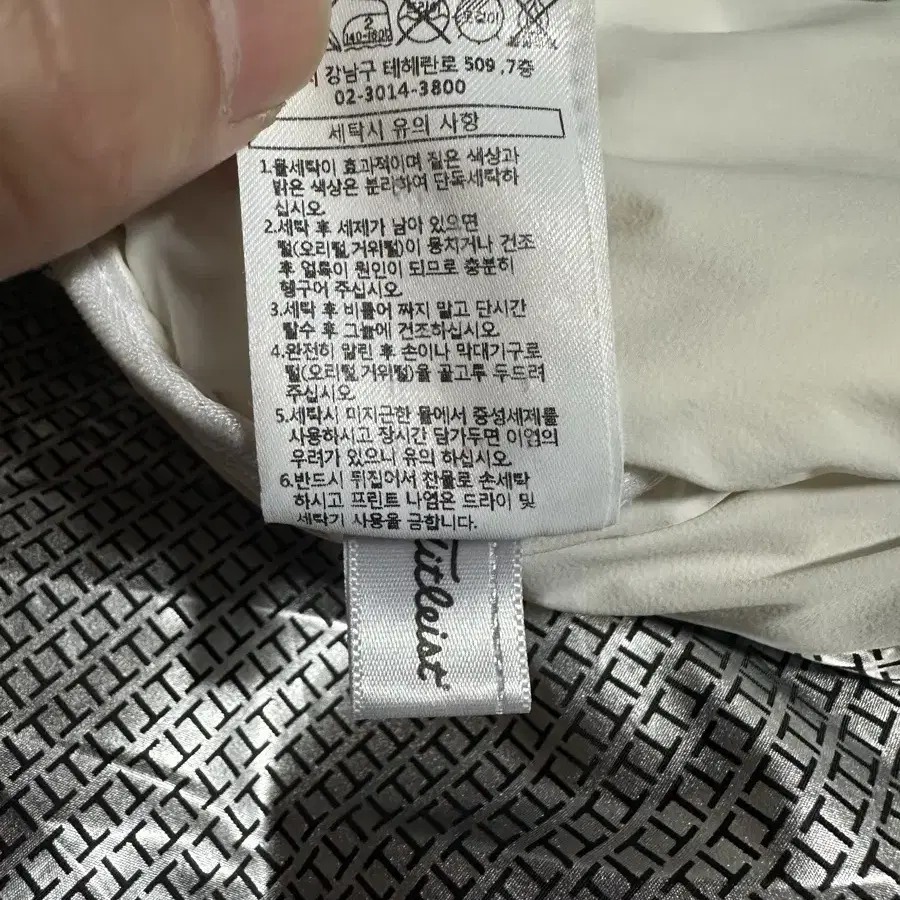 2
140-160℃
드라이
옷걸이
강남구 테헤란로 509 ,7층
02-3014-3800
세탁시 유의 사항
1.물세탁이 효과적이며 짙은 색상과
밝은 색상은 분리하여 단독세탁하
십시오.
2.세탁 후 세제가 남아 있으면
털(오리털,거위털)이 뭉치거나 건조
후 얼룩이 원인이 되므로 충분히
헹구어 주십시오.
3.세탁 후 비틀어 짜지 말고 단시간
탈수 후 그늘에 건조하십시오.
4.완전히 말린 후 손이나 막대기구로
털(오리털,거위털)을 골고루 두드려
주십시오.
5.세탁시 미지근한 물에서 중성세제를
사용하시고 장시간 담가두면 이염의
우려가 있으니 유의 하십시오.
6.반드시 뒤집어서 찬물로 손세탁
하시고 프린트 나염은 드라이 및
세탁기 사용을 금합니다.
Titleist